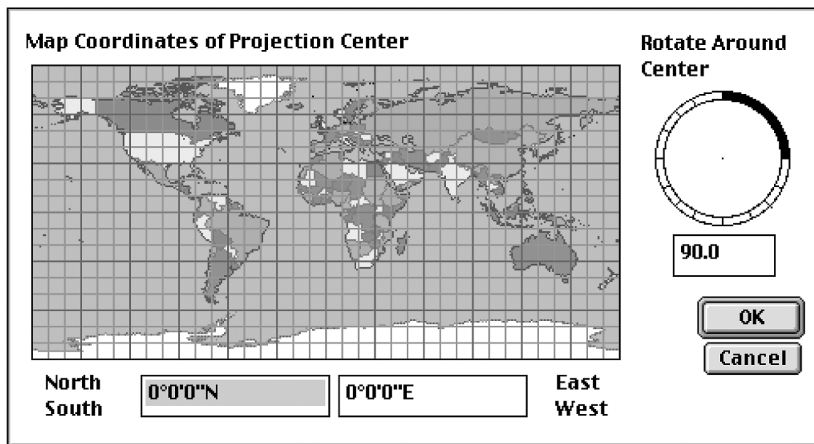 Map Coordinates of Projection Center
Rotate Around
Center
90.0
OK
Cancel
North
South
0°0'0"N
0°0'0"E
East
West